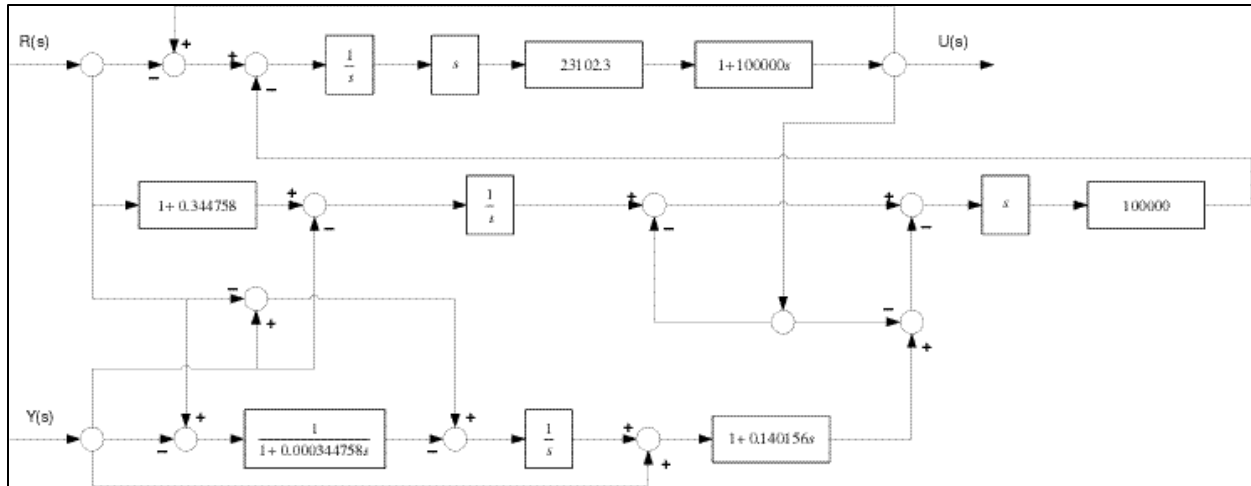 R(s)
+
−
+
−
1
s
s
23102.3
1+100000s
U(s)
1+ 0.344758
+
−
1
s
+
−
+
−
s
100000
−
+
−
+
Y(s)
+
−
1
1+ 0.000344758s
+
−
1
s
+
+
1+ 0.140156s